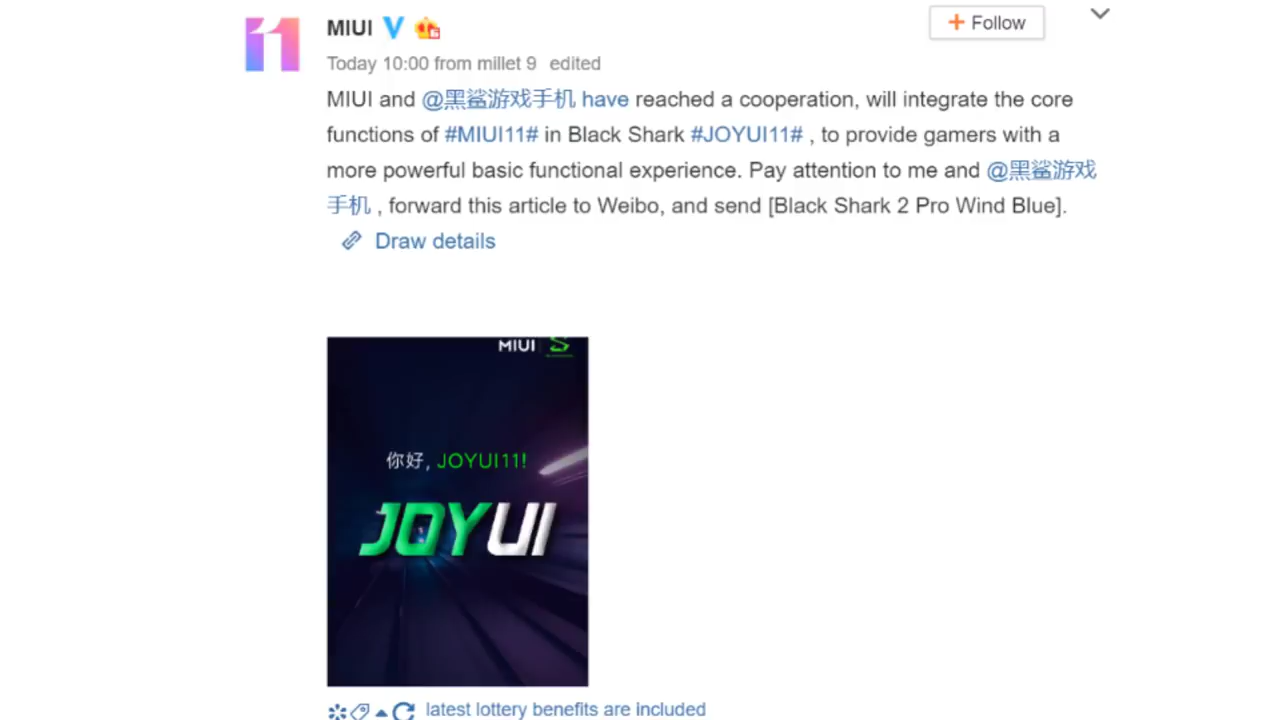 MIUI
Follow
Today 10:00 from millet 9 edited
MIUI and @黑鲨游戏手机 have reached a cooperation, will integrate the core
functions of #MIUI11# in Black Shark #JOYUI11# , to provide gamers with a
more powerful basic functional experience. Pay attention to me and @黑鲨游戏
手机 , forward this article to Weibo, and send [Black Shark 2 Pro Wind Blue].
Draw details
MIUI
你好, JOYUI11!
JOYUI
latest lottery benefits are included